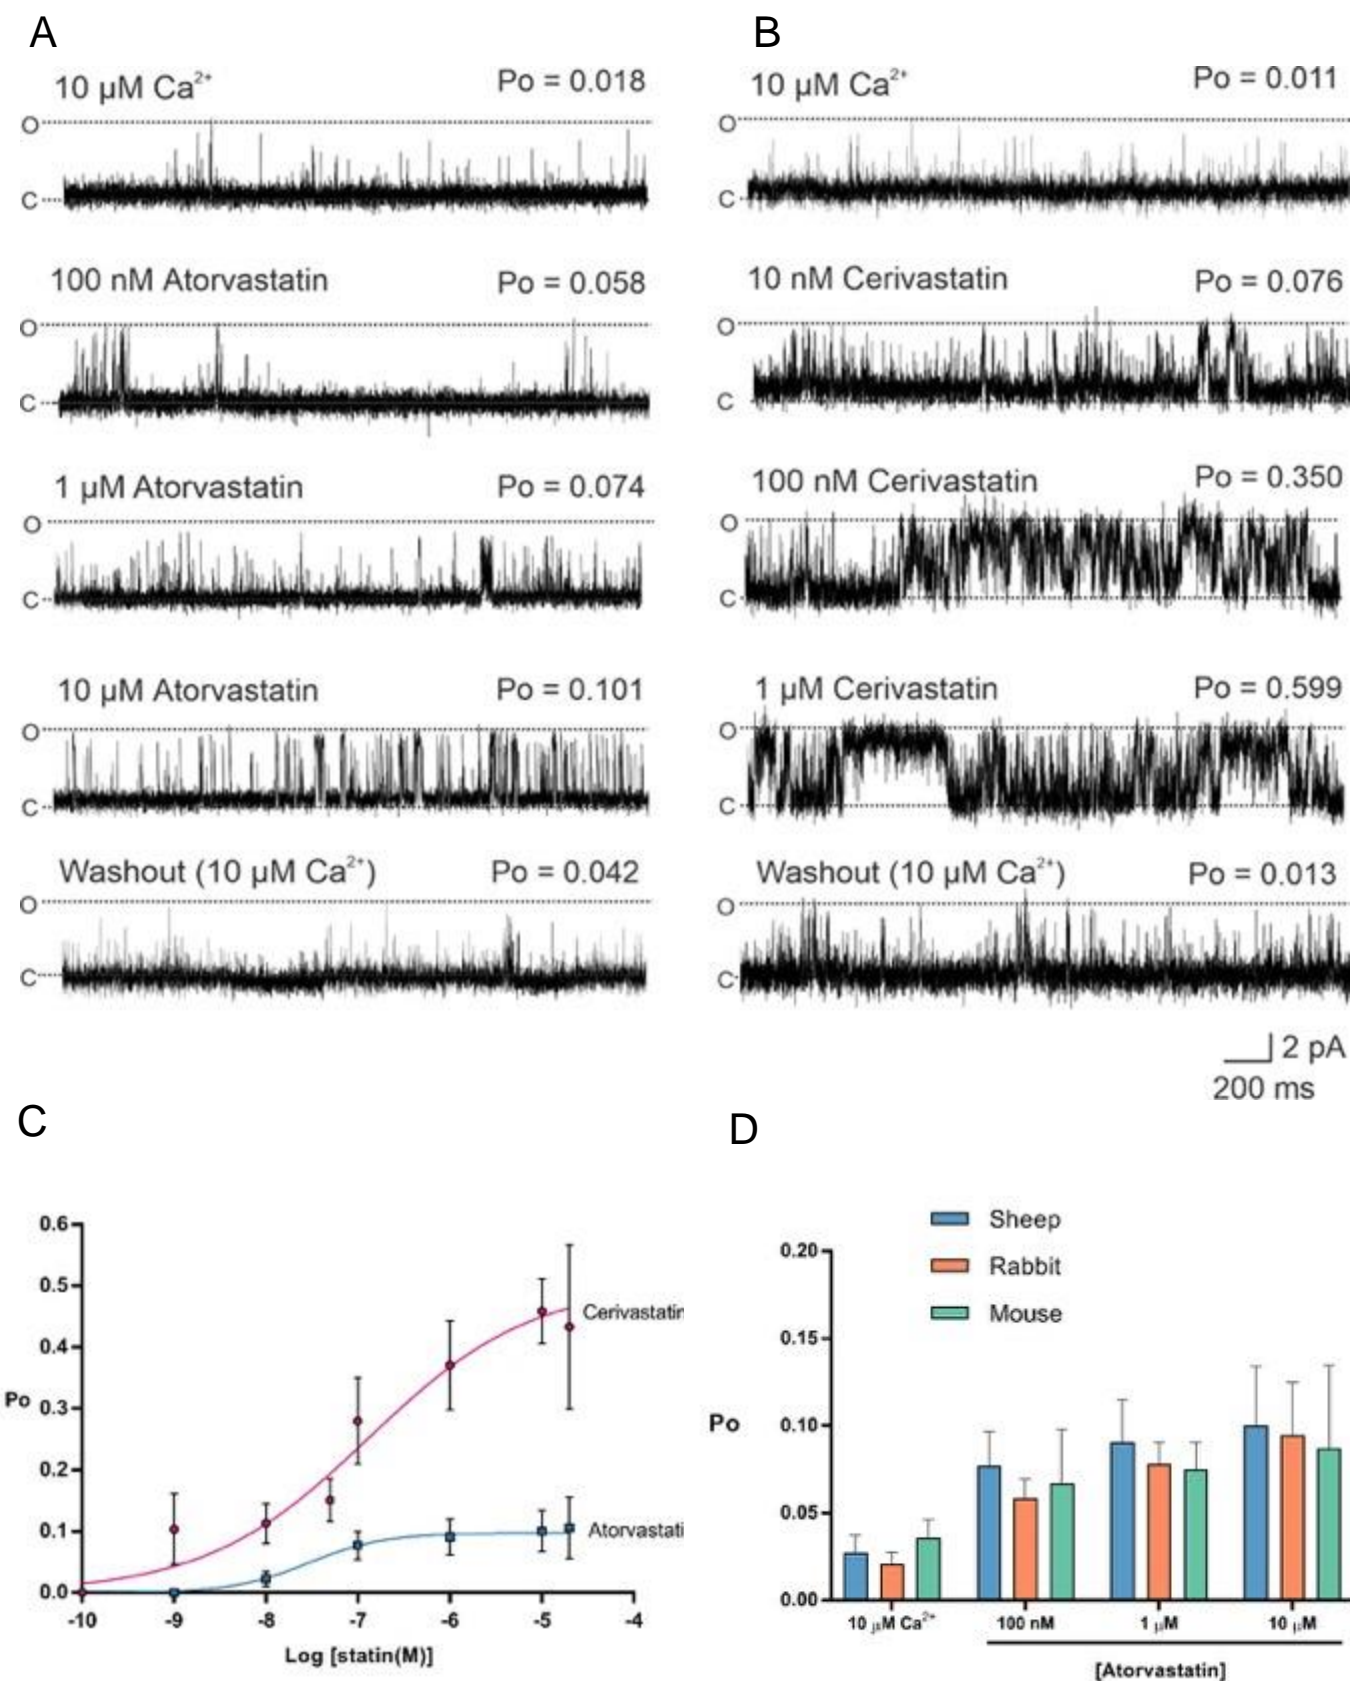 A
10 µM Ca²⁺ Po = 0.018
O
C
100 nM Atorvastatin Po = 0.058
O
C
1 µM Atorvastatin Po = 0.074
O
C
10 µM Atorvastatin Po = 0.101
O
C
Washout (10 µM Ca²⁺) Po = 0.042
O
C
B
10 µM Ca²⁺ Po = 0.011
O
C
10 nM Cerivastatin Po = 0.076
O
C
100 nM Cerivastatin Po = 0.350
O
C
1 µM Cerivastatin Po = 0.599
O
C
Washout (10 µM Ca²⁺) Po = 0.013
O
C
2 pA
200 ms
C
0.6
0.5
0.4
0.3
0.2
0.1
0.0
Po
Cerivastatin
Atorvastati
-10 -9 -8 -7 -6 -5 -4
Log [statin(M)]
D
Sheep
Rabbit
Mouse
0.20
0.15
0.10
0.05
0.00
Po
10 µM Ca²⁺ 100 nM 1 µM 10 µM
[Atorvastatin]